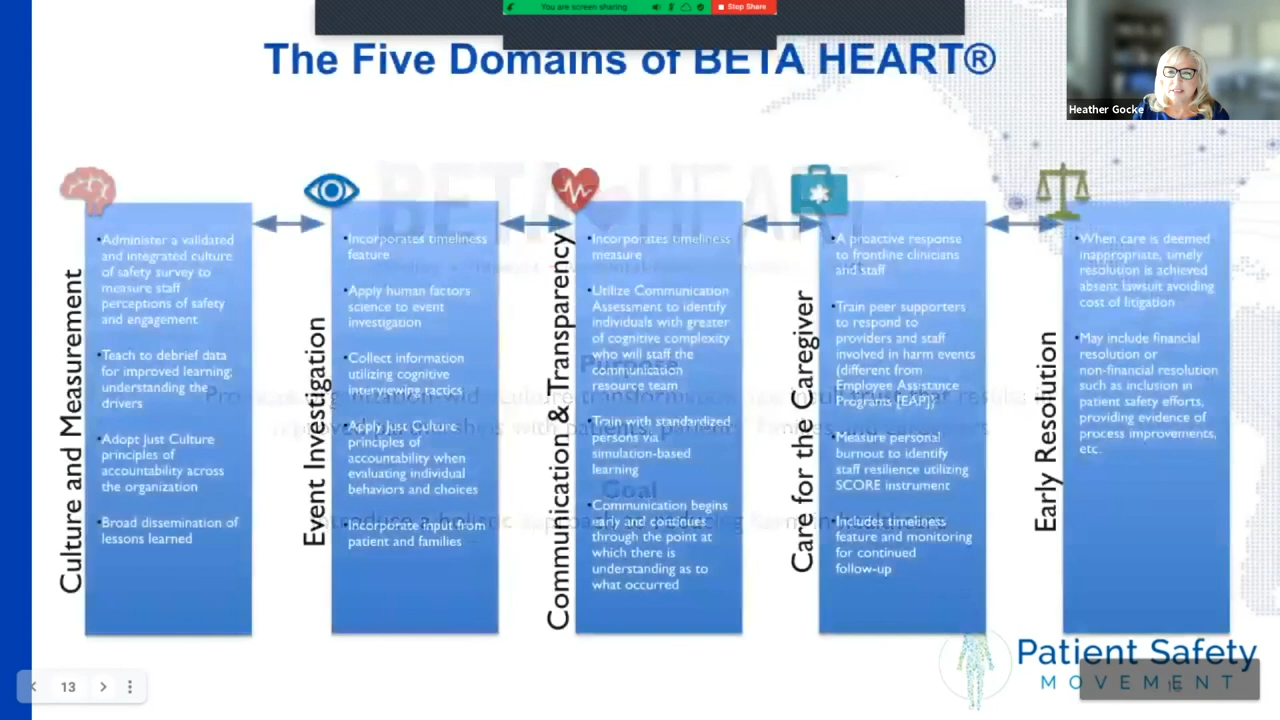 You are screen sharing
Stop Share
The Five Domains of BETA HEART®
Heather Gocke
BETA HEART
Culture and Measurement
Administer a validated
and integrated culture
of safety survey to
measure staff
perceptions of safety
and engagement
Teach to debrief data
for improved learning;
understanding the
drivers
Adopt Just Culture
principles of
accountability across
the organization
Broad dissemination of
lessons learned
Event Investigation
Incorporates timeliness
feature
Apply human factors
science to event
investigation
Collect information
utilizing cognitive
interviewing tactics
Apply Just Culture
principles of
accountability when
evaluating individual
behaviors and choices
Incorporate input from
patient and families
Communication & Transparency
Incorporates timeliness
measure
Utilize Communication
Assessment to identify
individuals with greater
of cognitive complexity
who will staff the
communication
resource team
Train with standardized
persons via
simulation-based
learning
Communication begins
early and continues
through the point at
which there is
understanding as to
what occurred
Care for the Caregiver
A proactive response
to frontline clinicians
and staff
Train peer supporters
to respond to
providers and staff
involved in harm events
(different from
Employee Assistance
Programs [EAP])
Measure personal
burnout to identify
staff resilience utilizing
SCORE instrument
Includes timeliness
feature and monitoring
for continued
follow-up
Early Resolution
When care is deemed
inappropriate, timely
resolution is achieved
absent lawsuit avoiding
cost of litigation
May include financial
resolution or
non-financial resolution
such as inclusion in
patient safety efforts,
providing evidence of
process improvements,
etc.
Purpose
Goal
Patient Safety
MOVEMENT
13